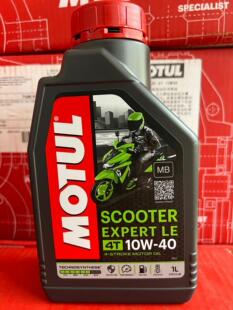 SPECIALIST
MOTUL
MOTUL
MB
SCOOTER
EXPERT LE
4T 10W-40
4-STROKE MOTOR OIL
TECHNOSYNTHESE
1L